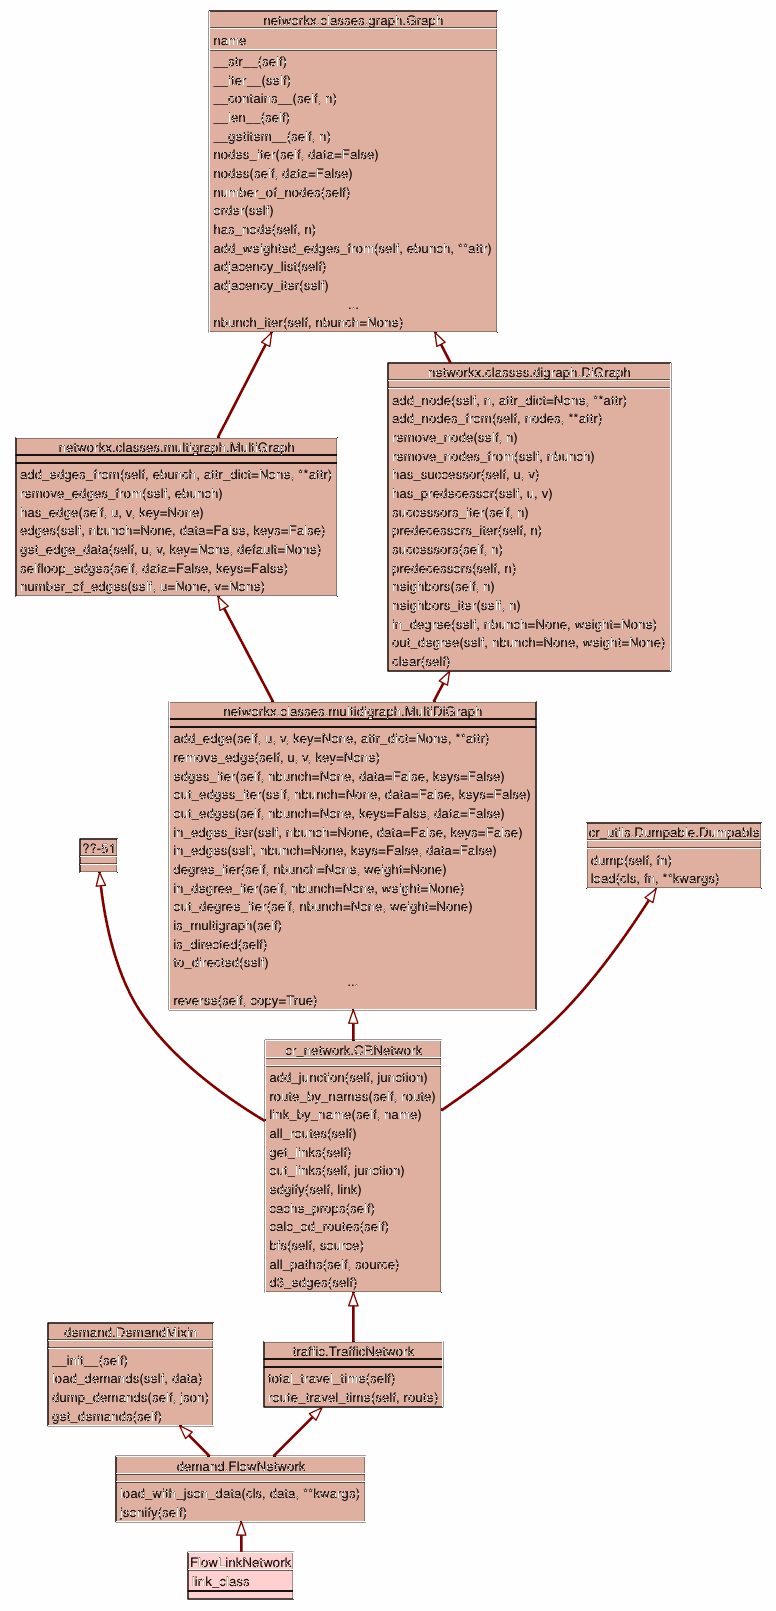 networkx.classes.graph.Graph
name
__str__(self)
__iter__(self)
__contains__(self, n)
__len__(self)
__getitem__(self, n)
nodes_iter(self, data=False)
nodes(self, data=False)
number_of_nodes(self)
order(self)
has_node(self, n)
add_weighted_edges_from(self, ebunch, **attr)
adjacency_list(self)
adjacency_iter(self)
...
nbunch_iter(self, nbunch=None)
networkx.classes.digraph.DiGraph
add_node(self, n, attr_dict=None, **attr)
add_nodes_from(self, nodes, **attr)
remove_node(self, n)
remove_nodes_from(self, nbunch)
has_successor(self, u, v)
has_predecessor(self, u, v)
successors_iter(self, n)
predecessors_iter(self, n)
successors(self, n)
predecessors(self, n)
neighbors(self, n)
neighbors_iter(self, n)
in_degree(self, nbunch=None, weight=None)
out_degree(self, nbunch=None, weight=None)
clear(self)
networkx.classes.multigraph.MultiGraph
add_edges_from(self, ebunch, attr_dict=None, **attr)
remove_edges_from(self, ebunch)
has_edge(self, u, v, key=None)
edges(self, nbunch=None, data=False, keys=False)
get_edge_data(self, u, v, key=None, default=None)
selfloop_edges(self, data=False, keys=False)
number_of_edges(self, u=None, v=None)
networkx.classes.multidigraph.MultiDiGraph
add_edge(self, u, v, key=None, attr_dict=None, **attr)
remove_edge(self, u, v, key=None)
edges_iter(self, nbunch=None, data=False, keys=False)
out_edges_iter(self, nbunch=None, data=False, keys=False)
out_edges(self, nbunch=None, keys=False, data=False)
in_edges_iter(self, nbunch=None, data=False, keys=False)
in_edges(self, nbunch=None, keys=False, data=False)
degree_iter(self, nbunch=None, weight=None)
in_degree_iter(self, nbunch=None, weight=None)
out_degree_iter(self, nbunch=None, weight=None)
is_multigraph(self)
is_directed(self)
to_directed(self)
...
reverse(self, copy=True)
??-51
cr_utils.Dumpable.Dumpable
dump(self, fn)
load(cls, fn, **kwargs)
cr_network.CRNetwork
add_junction(self, junction)
route_by_names(self, route)
link_by_name(self, name)
all_routes(self)
get_links(self)
out_links(self, junction)
edgify(self, link)
cache_props(self)
calc_od_routes(self)
bfs(self, source)
all_paths(self, source)
d3_edges(self)
demand.DemandMixin
__init__(self)
load_demands(self, data)
dump_demands(self, json)
get_demands(self)
traffic.TrafficNetwork
total_travel_time(self)
route_travel_time(self, route)
demand.FlowNetwork
load_with_json_data(cls, data, **kwargs)
jsonify(self)
FlowLinkNetwork
link_class